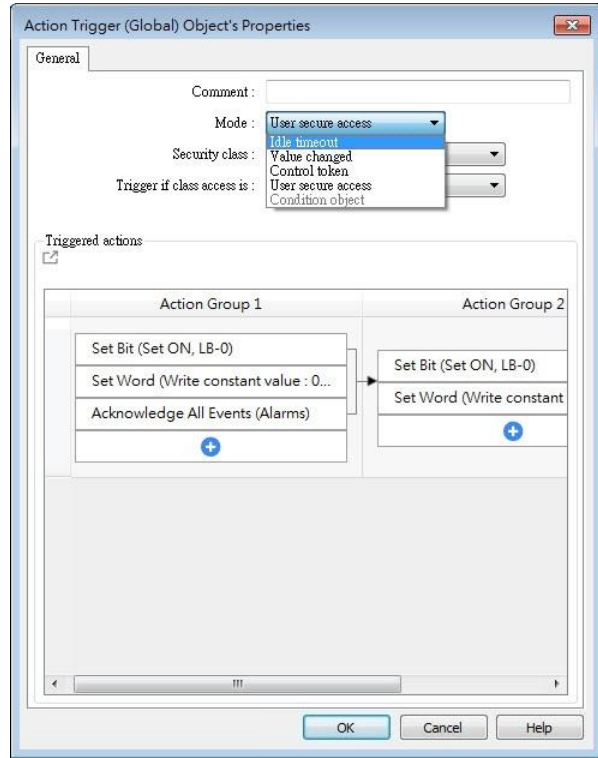 Action Trigger (Global) Object's Properties
General
Comment :
Mode : User secure access
Idle timeout
Security class : Value changed
Control token
Trigger if class access is : User secure access
Condition object
Triggered actions
Action Group 1 Action Group 2
Set Bit (Set ON, LB-0)
Set Word (Write constant value : 0...
Acknowledge All Events (Alarms)
Set Bit (Set ON, LB-0)
Set Word (Write constant
OK Cancel Help